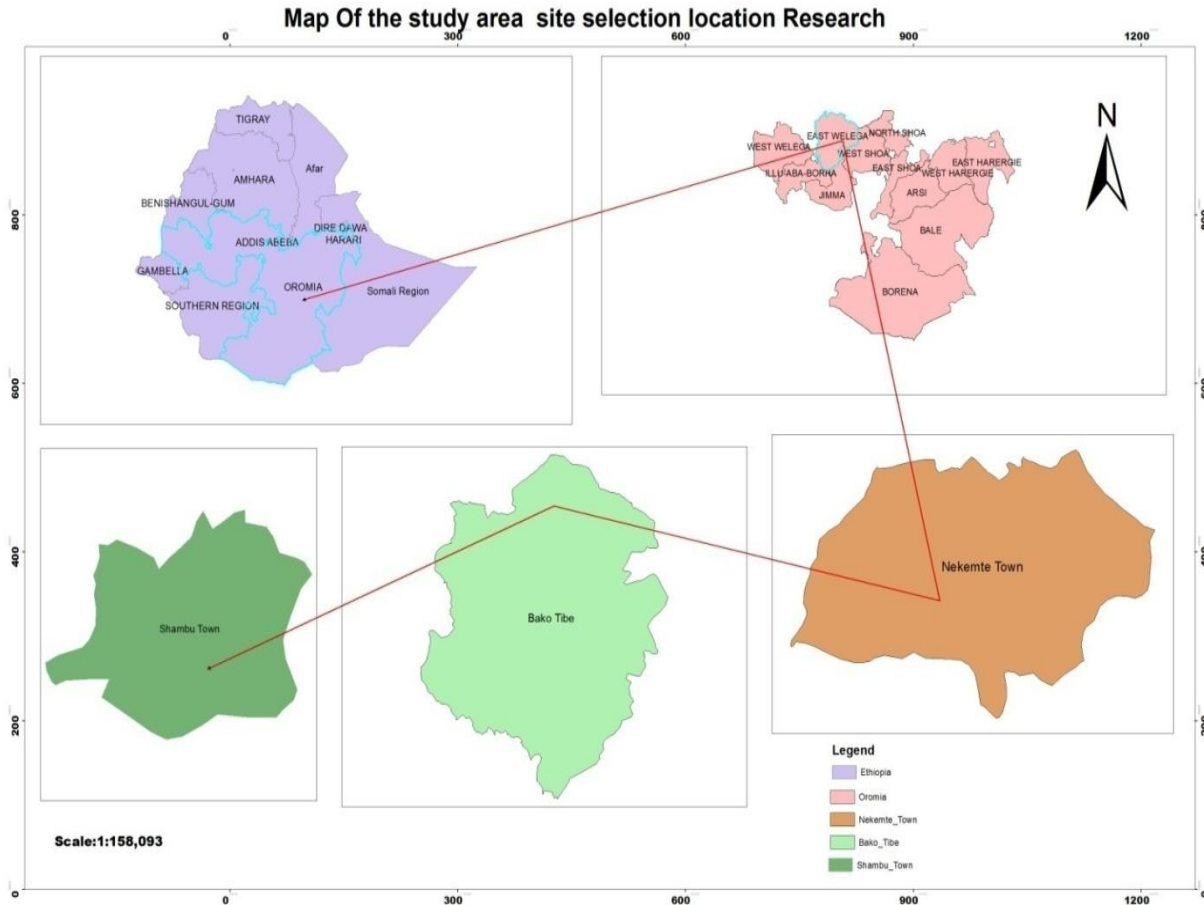 Map Of the study area site selection location Research
0 300 600 900 1200
TIGRAY
Afar
AMHARA
BENISHANGUL-GUM
DIRE DAWA
ADDIS ABEBA
HARARI
GAMBELLA
OROMIA
Somali Region
SOUTHERN REGION
N
EAST WELEGA
NORTH SHOA
WEST WELEGA
WEST SHOA
EAST HARERGIE
ILLU-ABA-BORHA
EAST SHOA
WEST HARERGIE
JIMMA
ARSI
BALE
BORENA
800
600
400
200
0
Shambu Town
Bako Tibe
Nekemte Town
Legend
Ethiopia
Oromia
Nekemte_Town
Bako_Tibe
Shambu_Town
Scale:1:158,093
0 300 600 900 1200